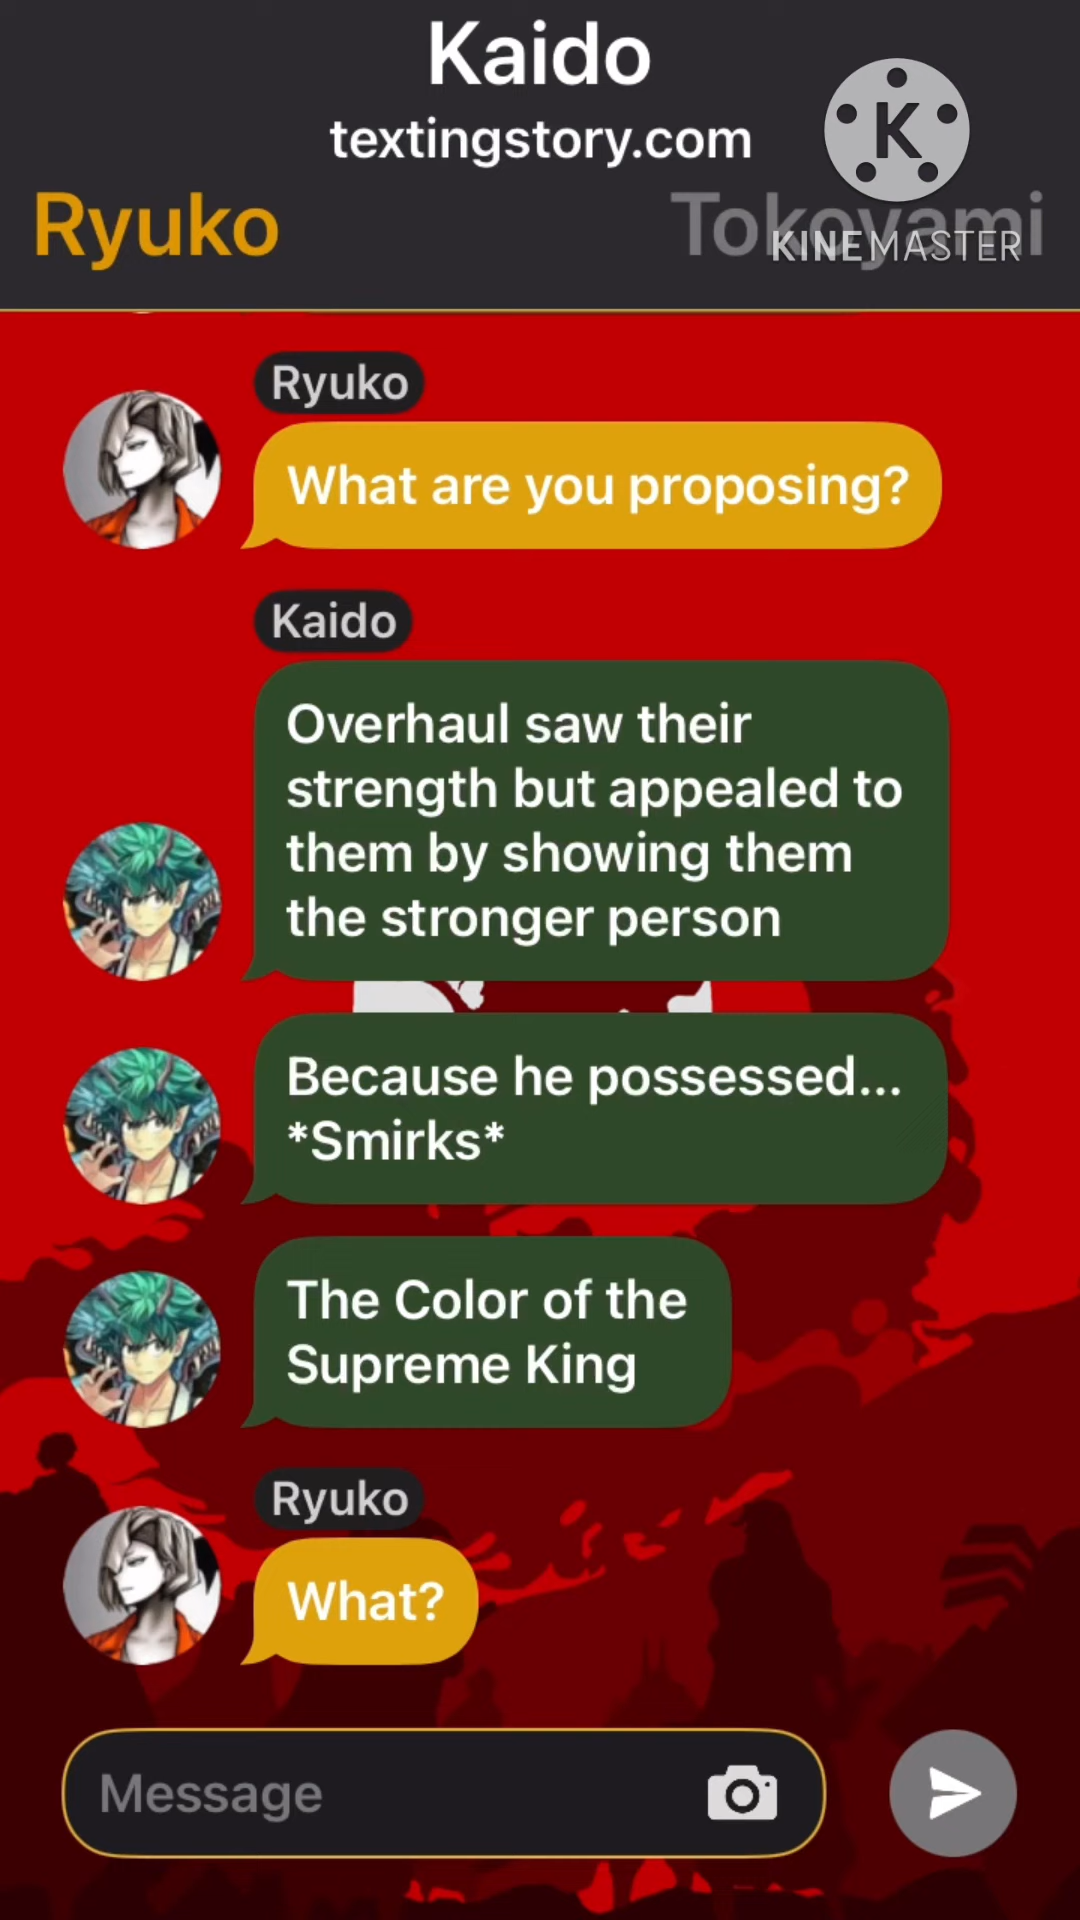 Kaido
textingstory.com
K
Ryuko
Tokoyami
KINEMASTER
Ryuko
What are you proposing?
Kaido
Overhaul saw their
strength but appealed to
them by showing them
the stronger person
Because he possessed...
*Smirks*
The Color of the
Supreme King
Ryuko
What?
Message